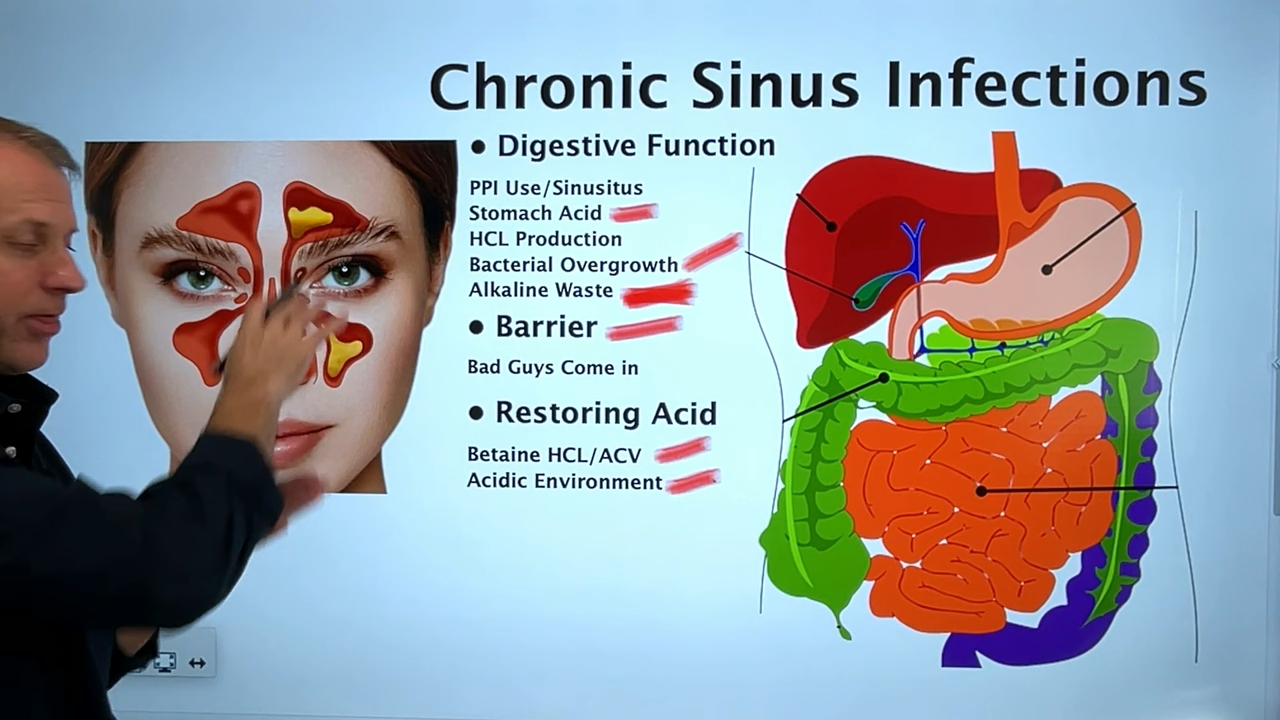 Chronic Sinus Infections
● Digestive Function
PPI Use/Sinusitus
Stomach Acid
HCL Production
Bacterial Overgrowth
Alkaline Waste
● Barrier
Bad Guys Come in
● Restoring Acid
Betaine HCL/ACV
Acidic Environment